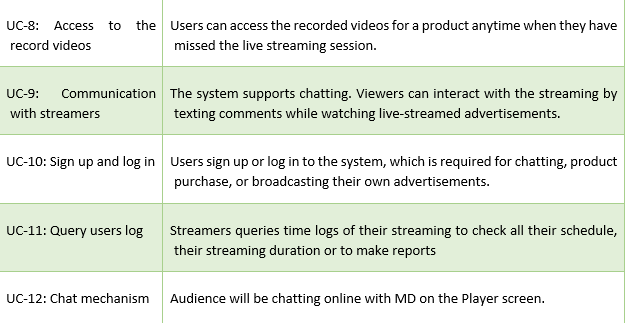 UC-8: Access to the
record videos
Users can access the recorded videos for a product anytime when they have
missed the live streaming session.
UC-9: Communication
with streamers
The system supports chatting. Viewers can interact with the streaming by
texting comments while watching live-streamed advertisements.
UC-10: Sign up and log in
Users sign up or log in to the system, which is required for chatting, product
purchase, or broadcasting their own advertisements.
UC-11: Query users log
Streamers queries time logs of their streaming to check all their schedule,
their streaming duration or to make reports
UC-12: Chat mechanism
Audience will be chatting online with MD on the Player screen.